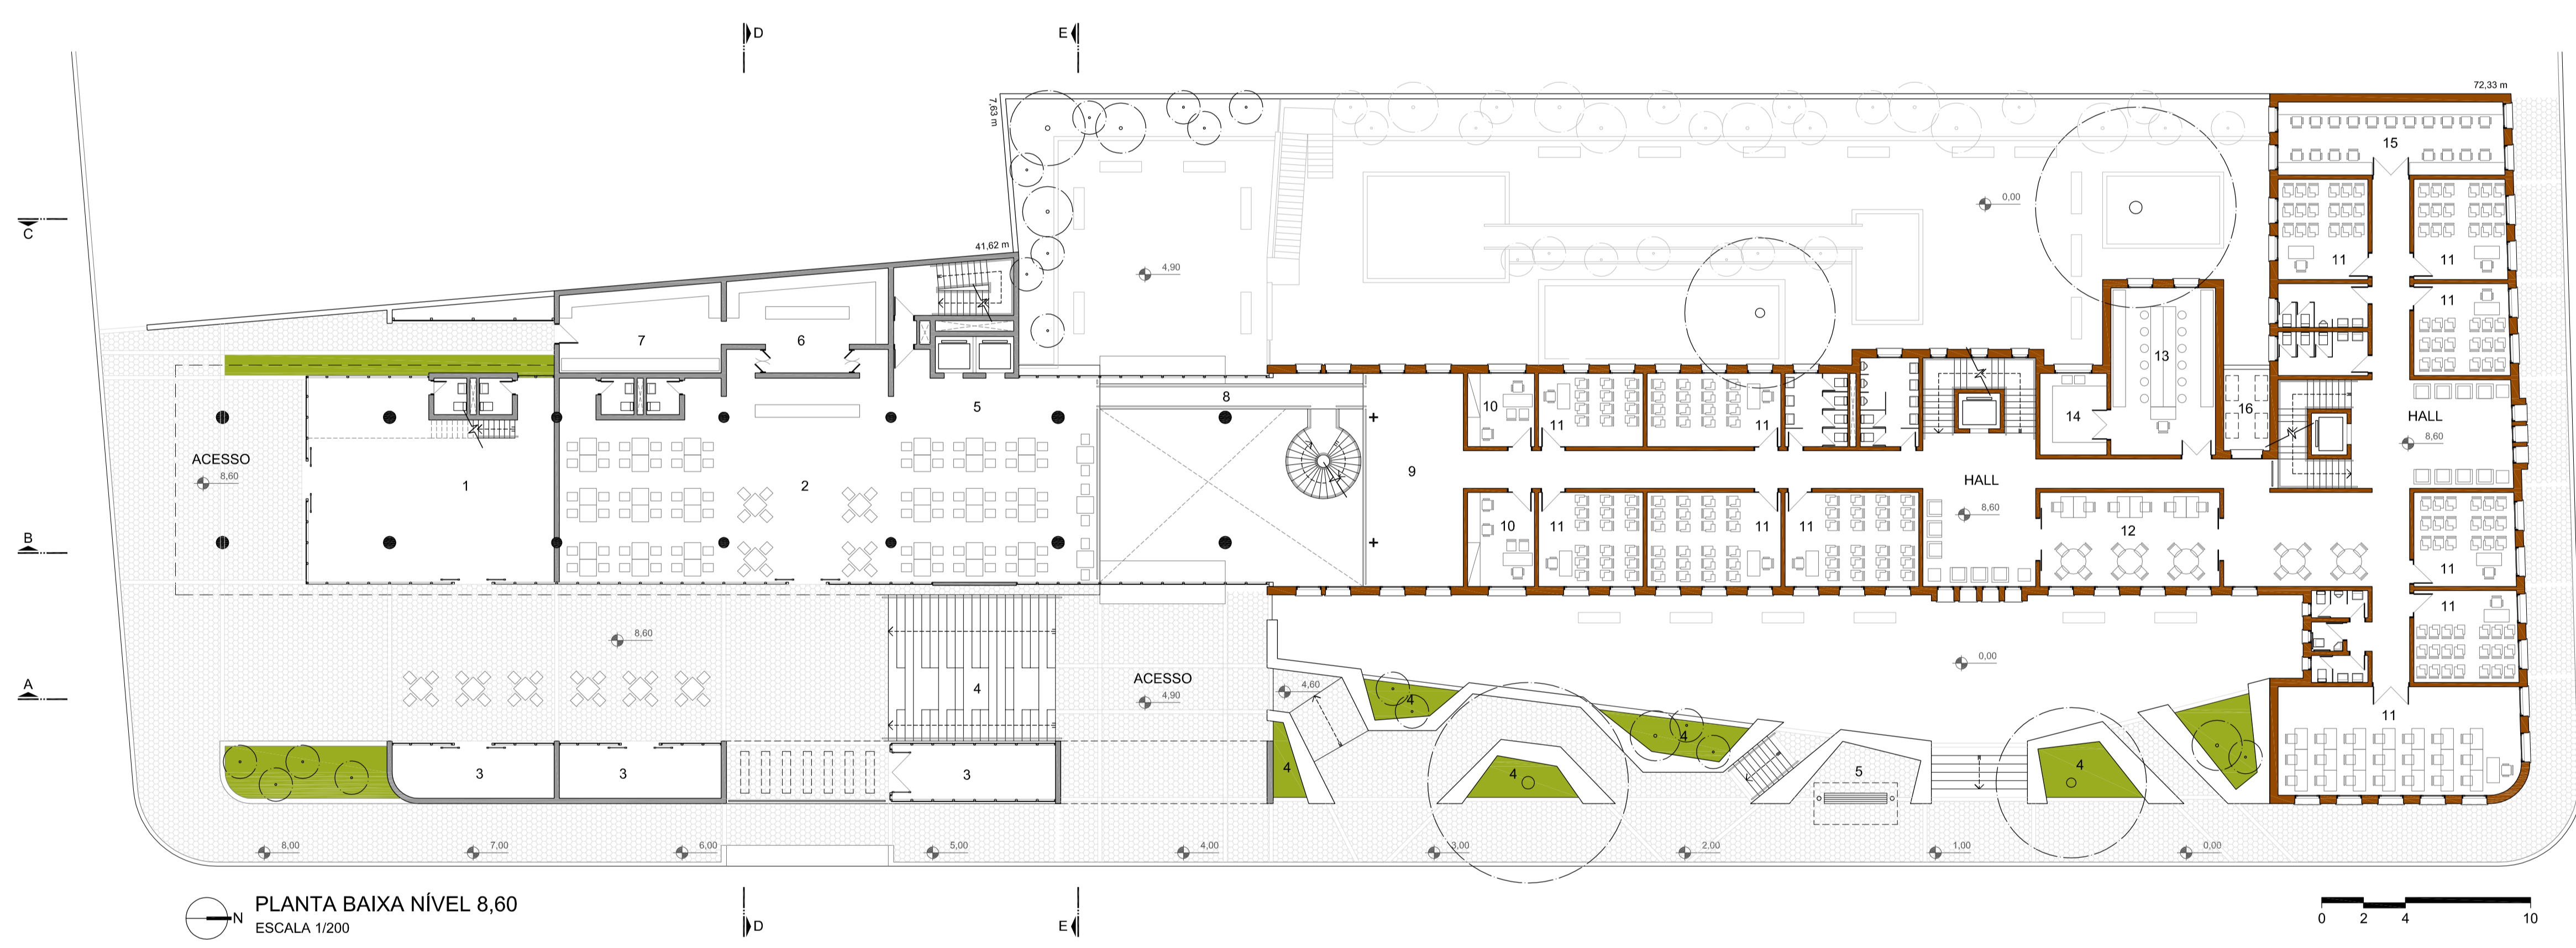 D
E
72,33 m
7,63 m
15
0,00
C
11
11
4,90
41,62 m
11
7
6
13
8
5
10
11
11
14
16
HALL
8,60
ACESSO
8,60
1
2
9
HALL
8,60
10
11
11
11
12
B
11
11
8,60
0,00
A
4
ACESSO
4,90
4,60
4
4
11
3
3
3
4
4
5
4
8,00
7,00
6,00
5,00
4,00
3,00
2,00
1,00
0,00
N
PLANTA BAIXA NÍVEL 8,60
ESCALA 1/200
D
E
0 2 4 10